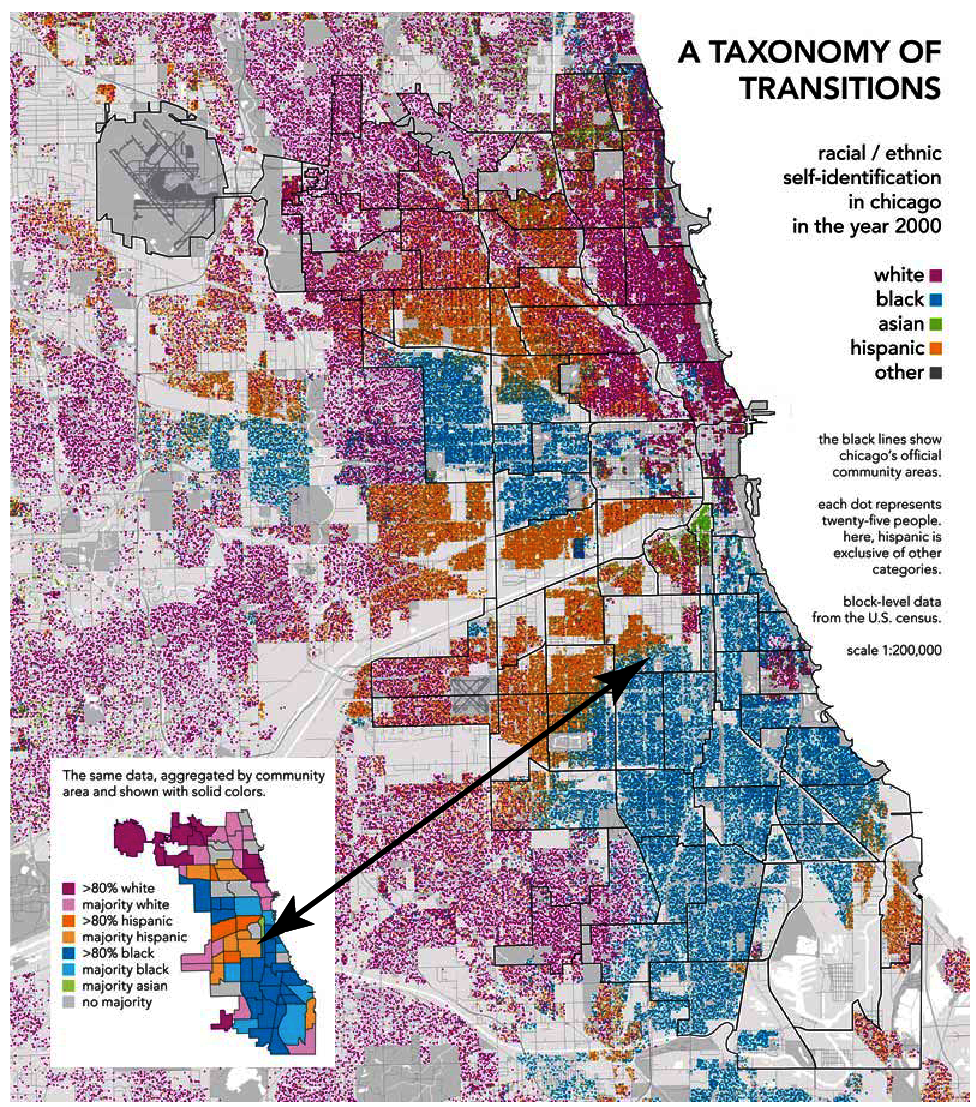 A TAXONOMY OF
TRANSITIONS
racial / ethnic
self-identification
in chicago
in the year 2000
white
black
asian
hispanic
other
the black lines show
chicago's official
community areas.
each dot represents
twenty-five people.
here, hispanic is
exclusive of other
categories.
block-level data
from the U.S. census.
scale 1:200,000
The same data, aggregated by community
area and shown with solid colors.
>80% white
majority white
>80% hispanic
majority hispanic
>80% black
majority black
majority asian
no majority